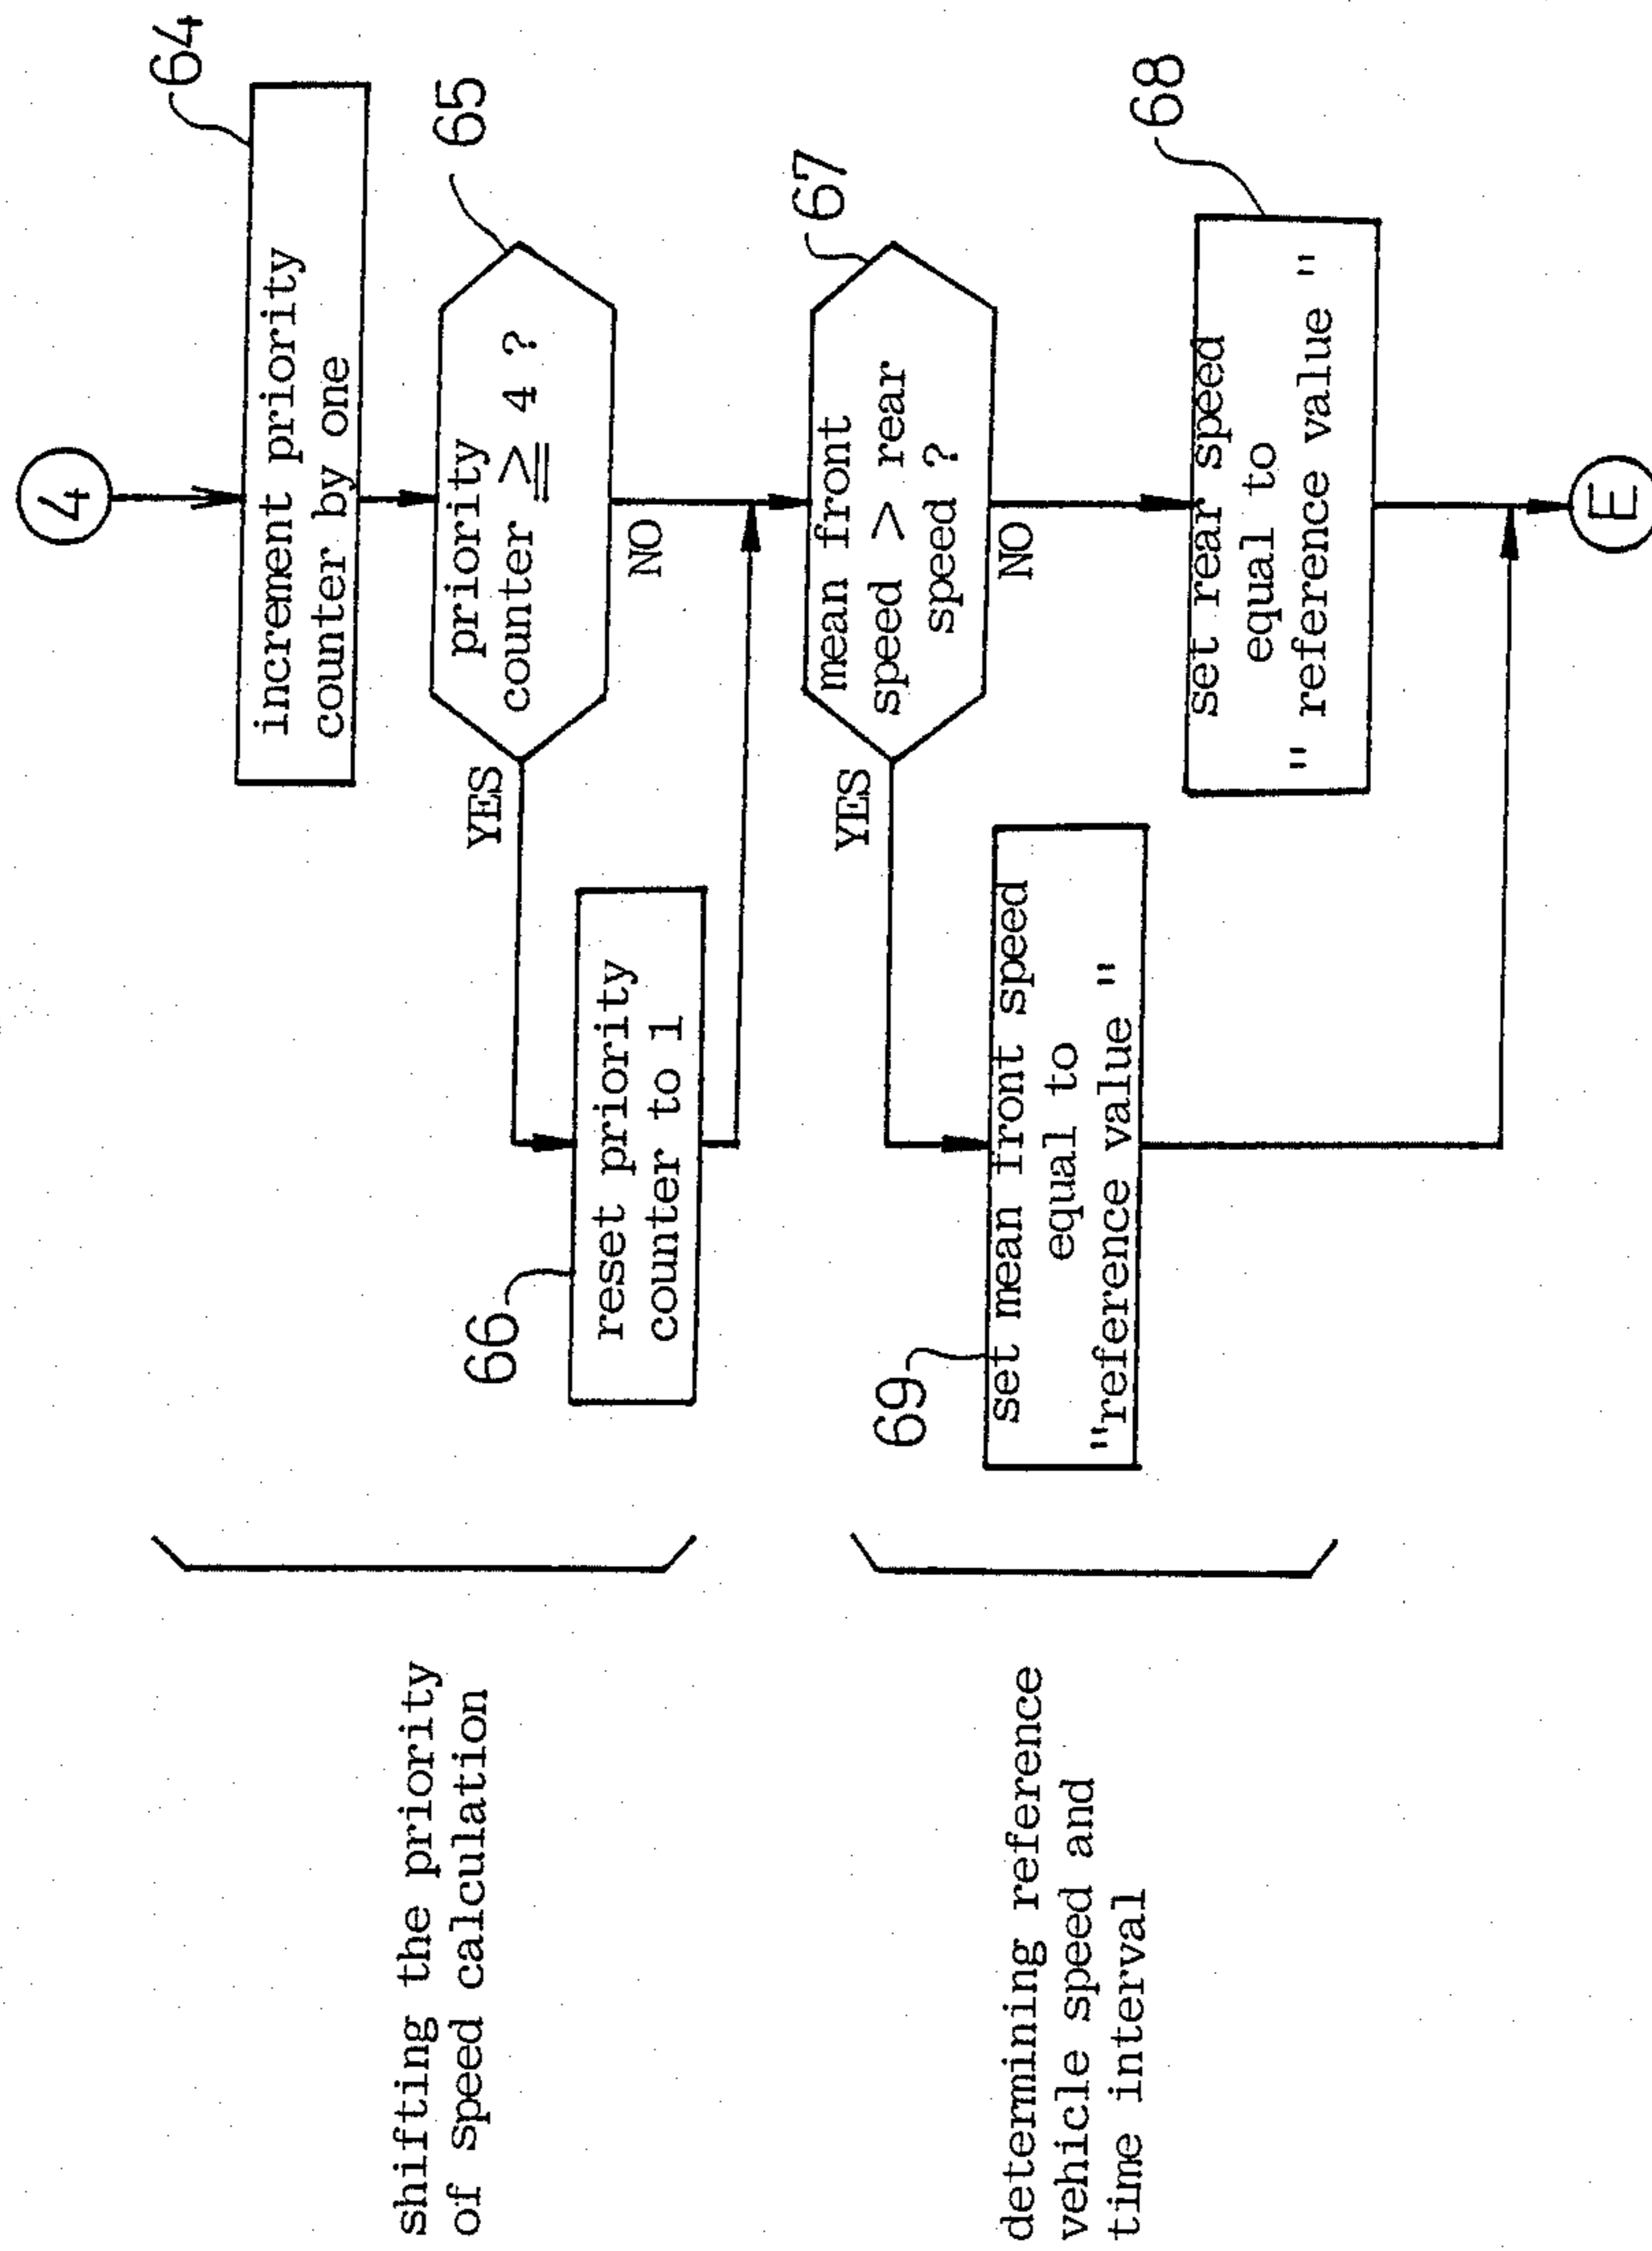 4
64
increment priority
counter by one
65
priority
counter ≧ 4 ?
YES
NO
66
reset priority
counter to 1
shifting the priority
of speed calculation
67
mean front
speed > rear
speed ?
YES
NO
69
set mean front speed
equal to
"reference value "
68
set rear speed
equal to
" reference value "
determining reference
vehicle speed and
time interval
E